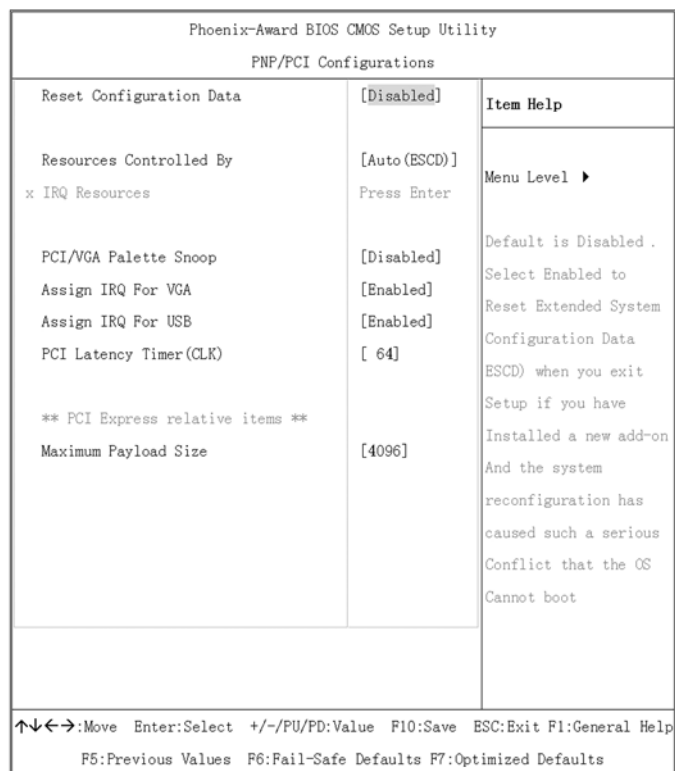 Phoenix-Award BIOS CMOS Setup Utility
PNP/PCI Configurations
Reset Configuration Data [Disabled]
Resources Controlled By [Auto(ESCD)]
x IRQ Resources Press Enter
PCI/VGA Palette Snoop [Disabled]
Assign IRQ For VGA [Enabled]
Assign IRQ For USB [Enabled]
PCI Latency Timer(CLK) [ 64]
** PCI Express relative items **
Maximum Payload Size [4096]
Item Help
Menu Level ▶
Default is Disabled .
Select Enabled to
Reset Extended System
Configuration Data
ESCD) when you exit
Setup if you have
Installed a new add-on
And the system
reconfiguration has
caused such a serious
Conflict that the OS
Cannot boot
↑↓←→:Move Enter:Select +/-/PU/PD:Value F10:Save ESC:Exit F1:General Help
F5:Previous Values F6:Fail-Safe Defaults F7:Optimized Defaults